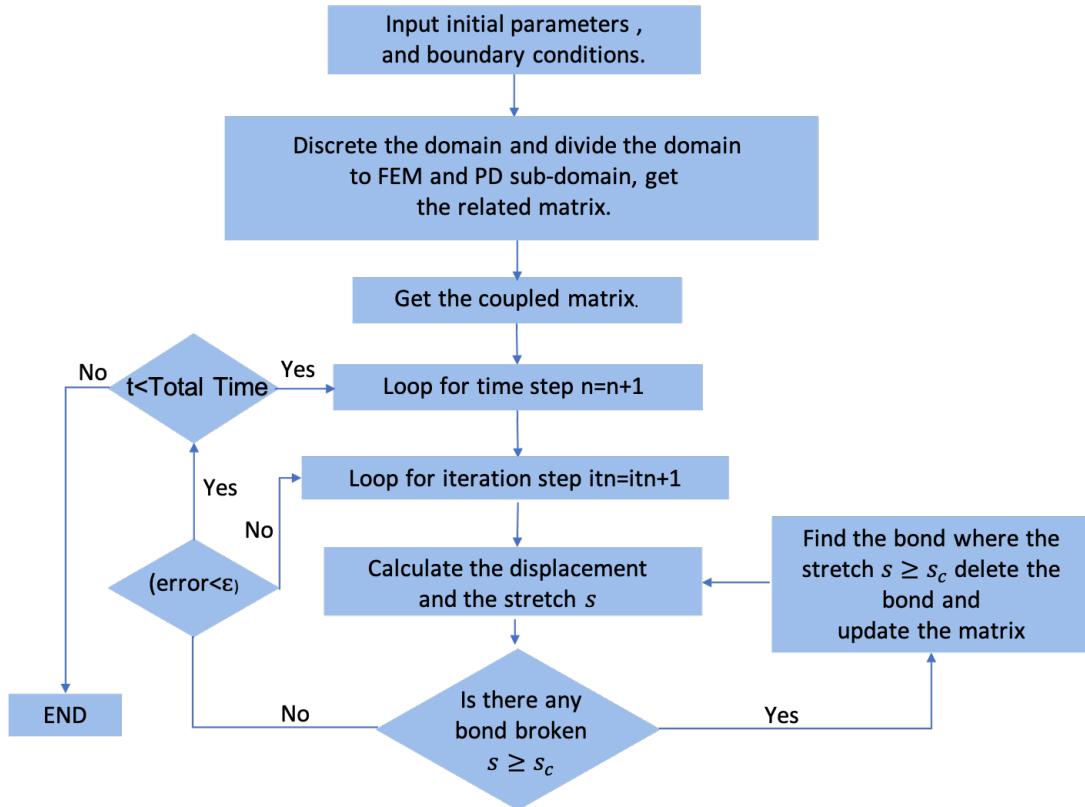 Input initial parameters ,
and boundary conditions.
Discrete the domain and divide the domain
to FEM and PD sub-domain, get
the related matrix.
Get the coupled matrix.
No
t<Total Time
Yes
Loop for time step n=n+1
Yes
Loop for iteration step itn=itn+1
No
(error<ε)
Calculate the displacement
and the stretch s
Find the bond where the
stretch s ≥ s_c delete the
bond and
update the matrix
END
No
Is there any
bond broken
s ≥ s_c
Yes